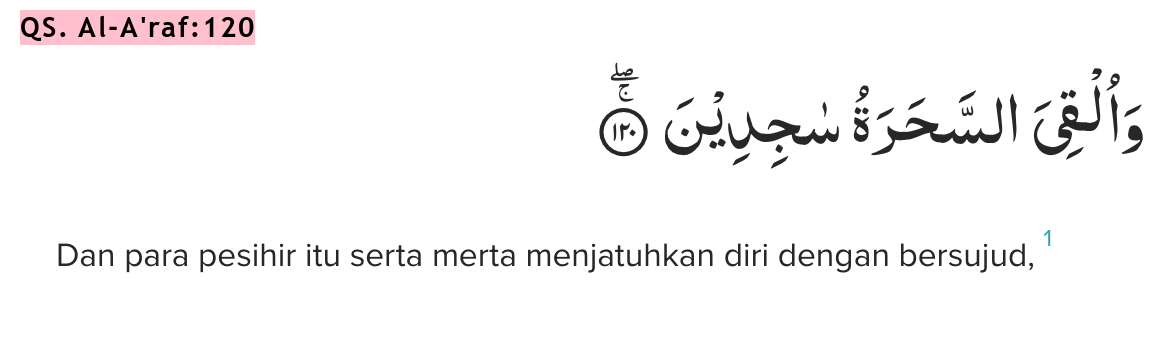 QS. Al-A'raf:120
وَاُلْقِيَ السَّحَرَةُ سٰجِدِيْنَ ۙ ١٢٠
Dan para pesihir itu serta merta menjatuhkan diri dengan bersujud, 1